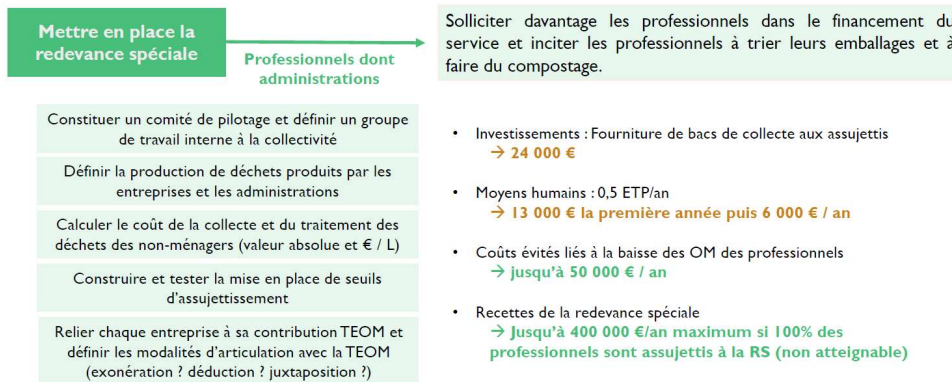 Mettre en place la
redevance spéciale
Professionnels dont
administrations
Solliciter davantage les professionnels dans le financement du
service et inciter les professionnels à trier leurs emballages et à
faire du compostage.
Constituer un comité de pilotage et définir un groupe
de travail interne à la collectivité
Définir la production de déchets produits par les
entreprises et les administrations
Calculer le coût de la collecte et du traitement des
déchets des non-ménagers (valeur absolue et € / L)
Construire et tester la mise en place de seuils
d'assujettissement
Relier chaque entreprise à sa contribution TEOM et
définir les modalités d'articulation avec la TEOM
(exonération ? déduction ? juxtaposition ?)
• Investissements : Fourniture de bacs de collecte aux assujettis
→ 24 000 €
• Moyens humains : 0,5 ETP/an
→ 13 000 € la première année puis 6 000 € / an
• Coûts évités liés à la baisse des OM des professionnels
→ jusqu'à 50 000 € / an
• Recettes de la redevance spéciale
→ Jusqu'à 400 000 €/an maximum si 100% des
professionnels sont assujettis à la RS (non atteignable)